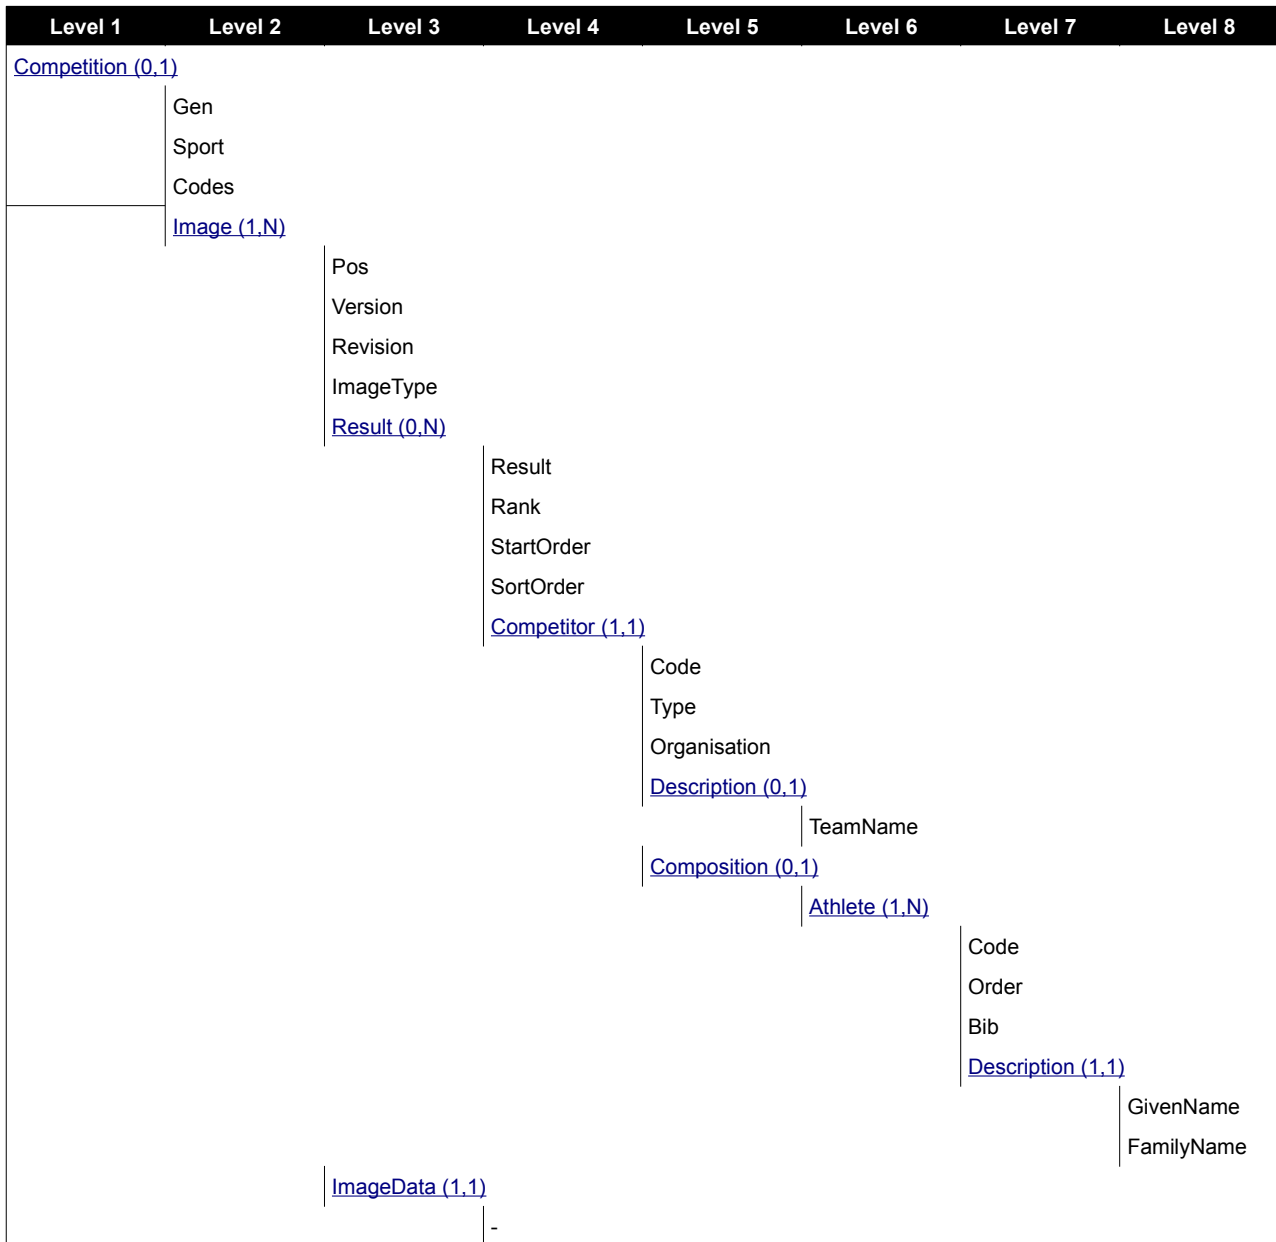 Level 1 Level 2 Level 3 Level 4 Level 5 Level 6 Level 7 Level 8
Competition (0,1)
Gen
Sport
Codes
Image (1,N)
Pos
Version
Revision
ImageType
Result (0,N)
Result
Rank
StartOrder
SortOrder
Competitor (1,1)
Code
Type
Organisation
Description (0,1)
TeamName
Composition (0,1)
Athlete (1,N)
Code
Order
Bib
Description (1,1)
GivenName
FamilyName
ImageData (1,1)
-